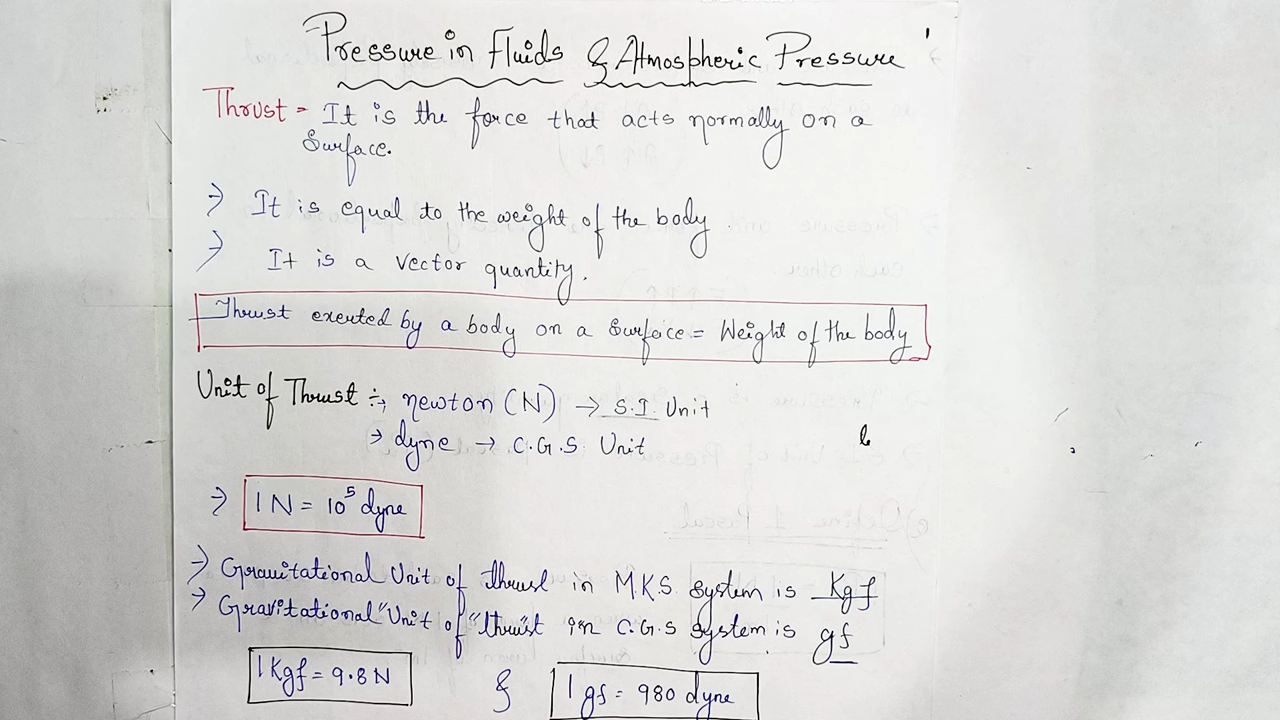 Pressure in Fluids & Atmospheric Pressure
Thrust = It is the force that acts normally on a
Surface.
→ It is equal to the weight of the body.
→ It is a vector quantity.
Thrust exerted by a body on a Surface = Weight of the body
Unit of Thrust :→ newton (N) → S.I. Unit
→ dyne → C.G.S Unit
→ 1 N = 10⁵ dyne
→ Gravitational Unit of thrust in M.K.S. System is Kgf
→ Gravitational Unit of "thrust" in C.G.S System is gf
1 Kgf = 9.8 N & 1 gf = 980 dyne